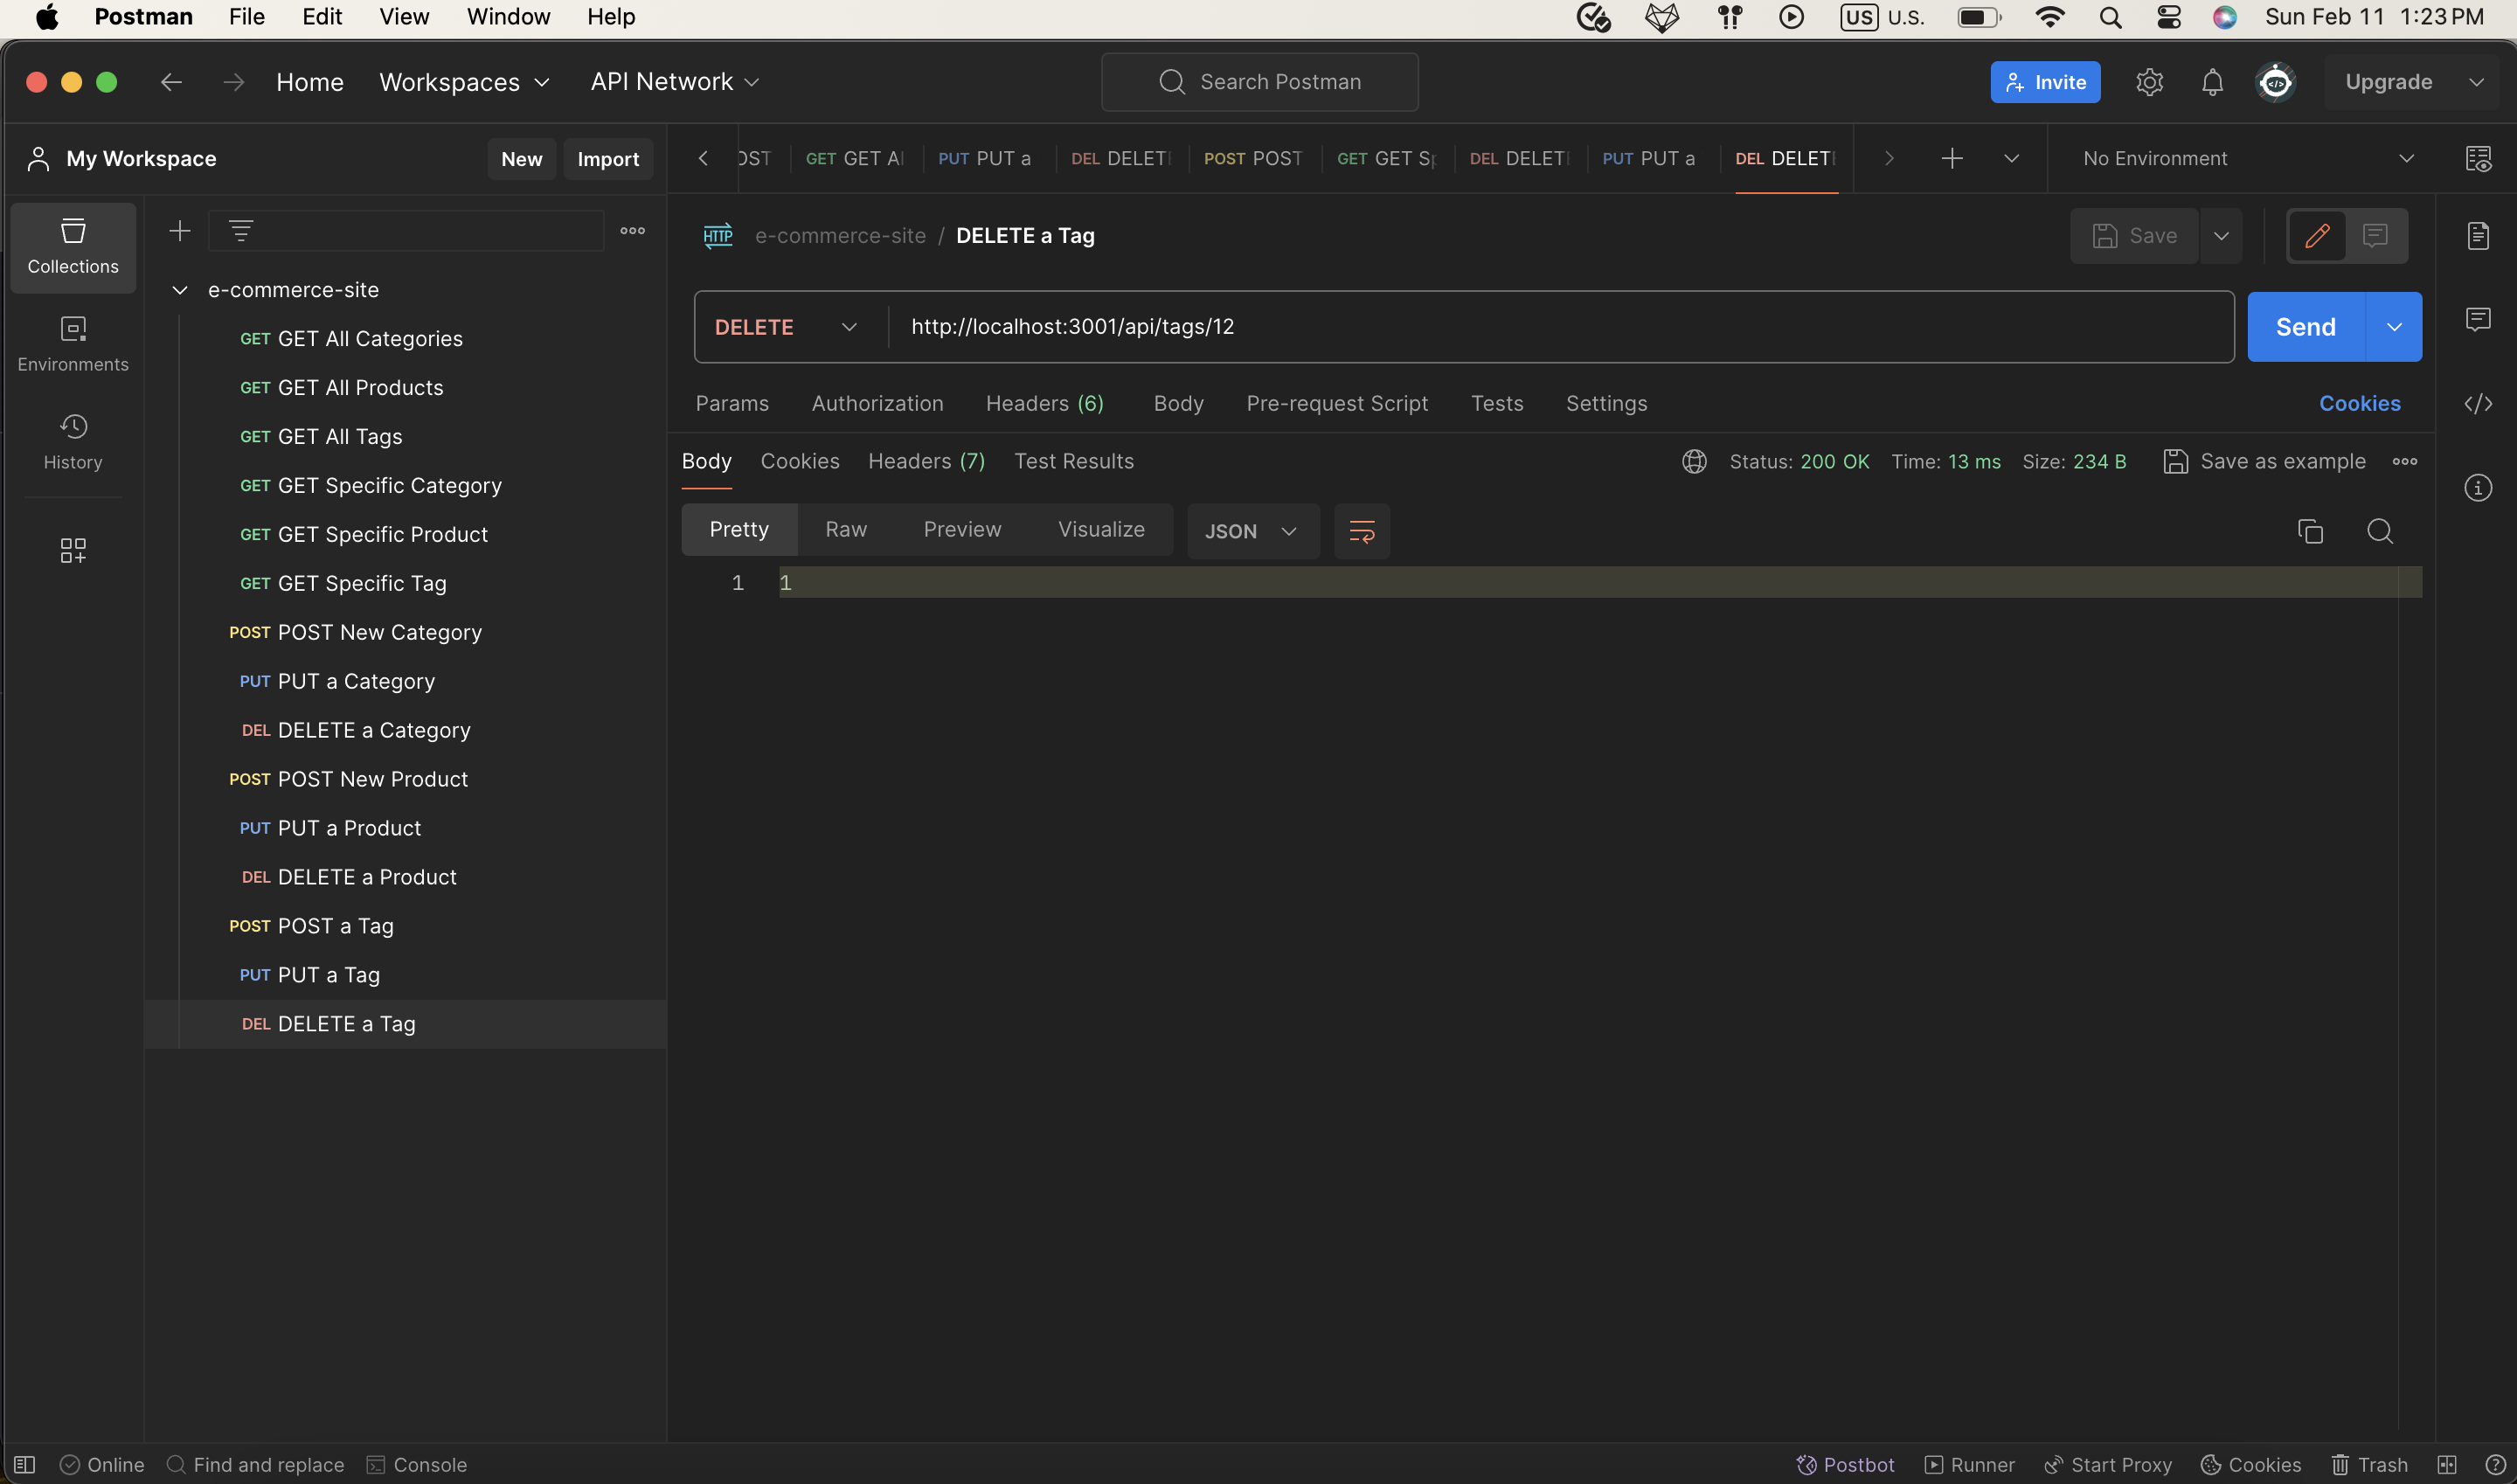 Postman File Edit View Window Help US U.S. Sun Feb 11 1:23 PM
Home Workspaces API Network Search Postman Invite Upgrade
My Workspace New Import
OST GET GET Al PUT PUT a DEL DELETE POST POST GET GET Sp DEL DELETE PUT PUT a DEL DELETE No Environment
Collections
Environments
History
e-commerce-site
GET GET All Categories
GET GET All Products
GET GET All Tags
GET GET Specific Category
GET GET Specific Product
GET GET Specific Tag
POST POST New Category
PUT PUT a Category
DEL DELETE a Category
POST POST New Product
PUT PUT a Product
DEL DELETE a Product
POST POST a Tag
PUT PUT a Tag
DEL DELETE a Tag
HTTP e-commerce-site / DELETE a Tag Save
DELETE http://localhost:3001/api/tags/12 Send
Params Authorization Headers (6) Body Pre-request Script Tests Settings Cookies
Body Cookies Headers (7) Test Results Status: 200 OK Time: 13 ms Size: 234 B Save as example
Pretty Raw Preview Visualize JSON
1 1
Online Find and replace Console Postbot Runner Start Proxy Cookies Trash